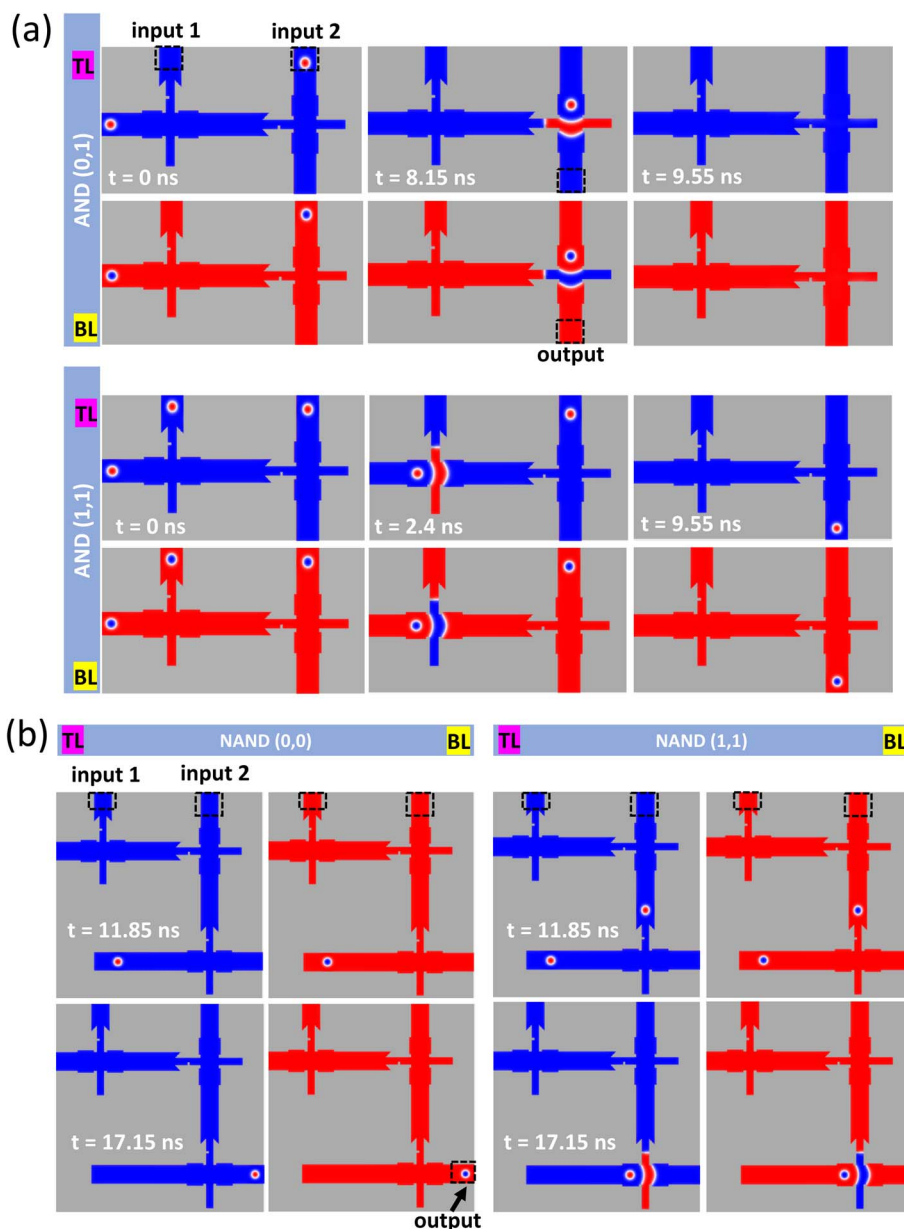 (a)
input 1
input 2
TL
AND (0,1)
t = 0 ns
t = 8.15 ns
t = 9.55 ns
BL
output
TL
AND (1,1)
t = 0 ns
t = 2.4 ns
t = 9.55 ns
BL
(b)
TL
NAND (0,0)
BL
TL
NAND (1,1)
BL
input 1
input 2
t = 11.85 ns
t = 11.85 ns
t = 17.15 ns
t = 17.15 ns
output